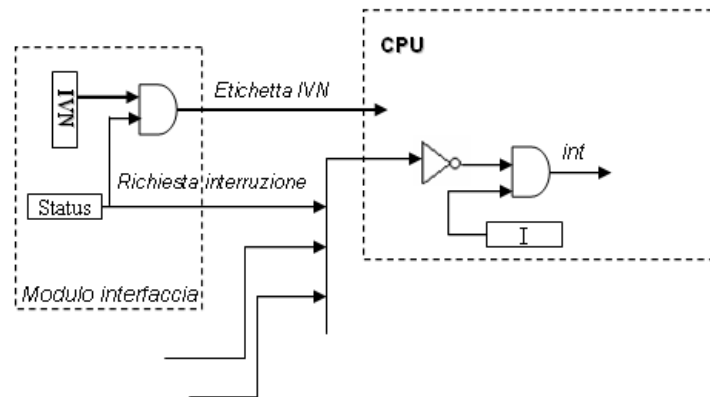 CPU
IVN
Etichetta IVN
int
Richiesta interruzione
Status
I
Modulo interfaccia